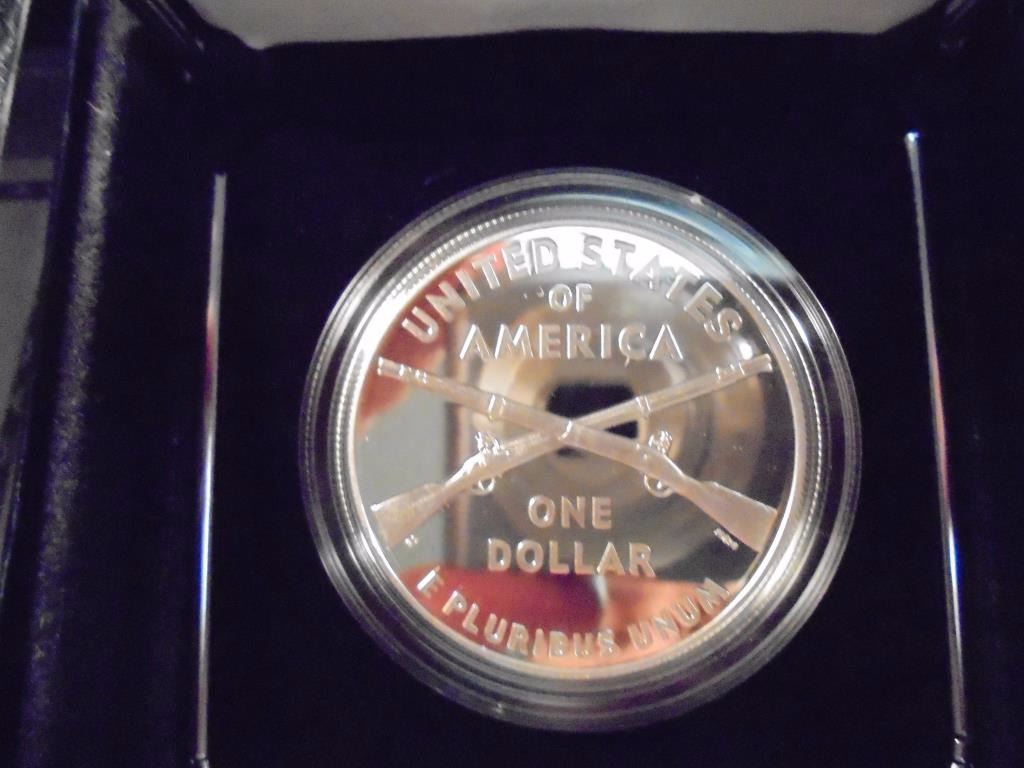 UNITED STATES
OF
AMERICA
ONE
DOLLAR
E PLURIBUS UNUM